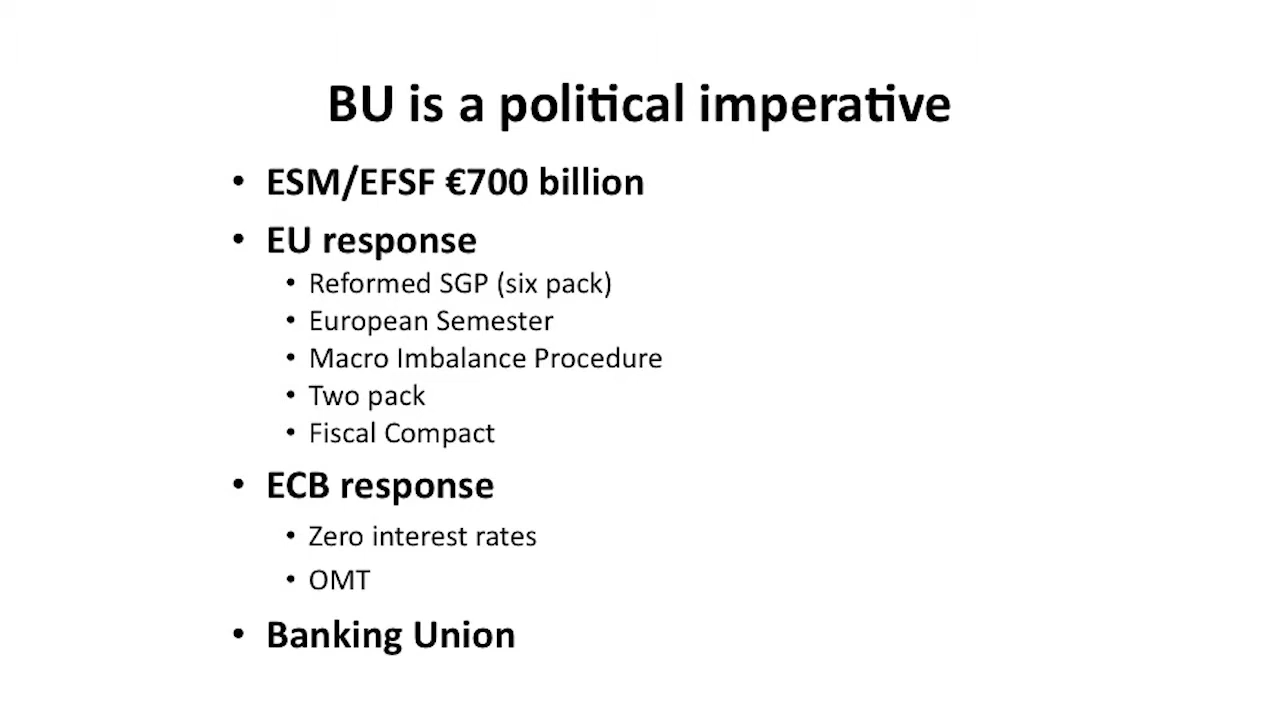 BU is a political imperative
• ESM/EFSF €700 billion
• EU response
• Reformed SGP (six pack)
• European Semester
• Macro Imbalance Procedure
• Two pack
• Fiscal Compact
• ECB response
• Zero interest rates
• OMT
• Banking Union